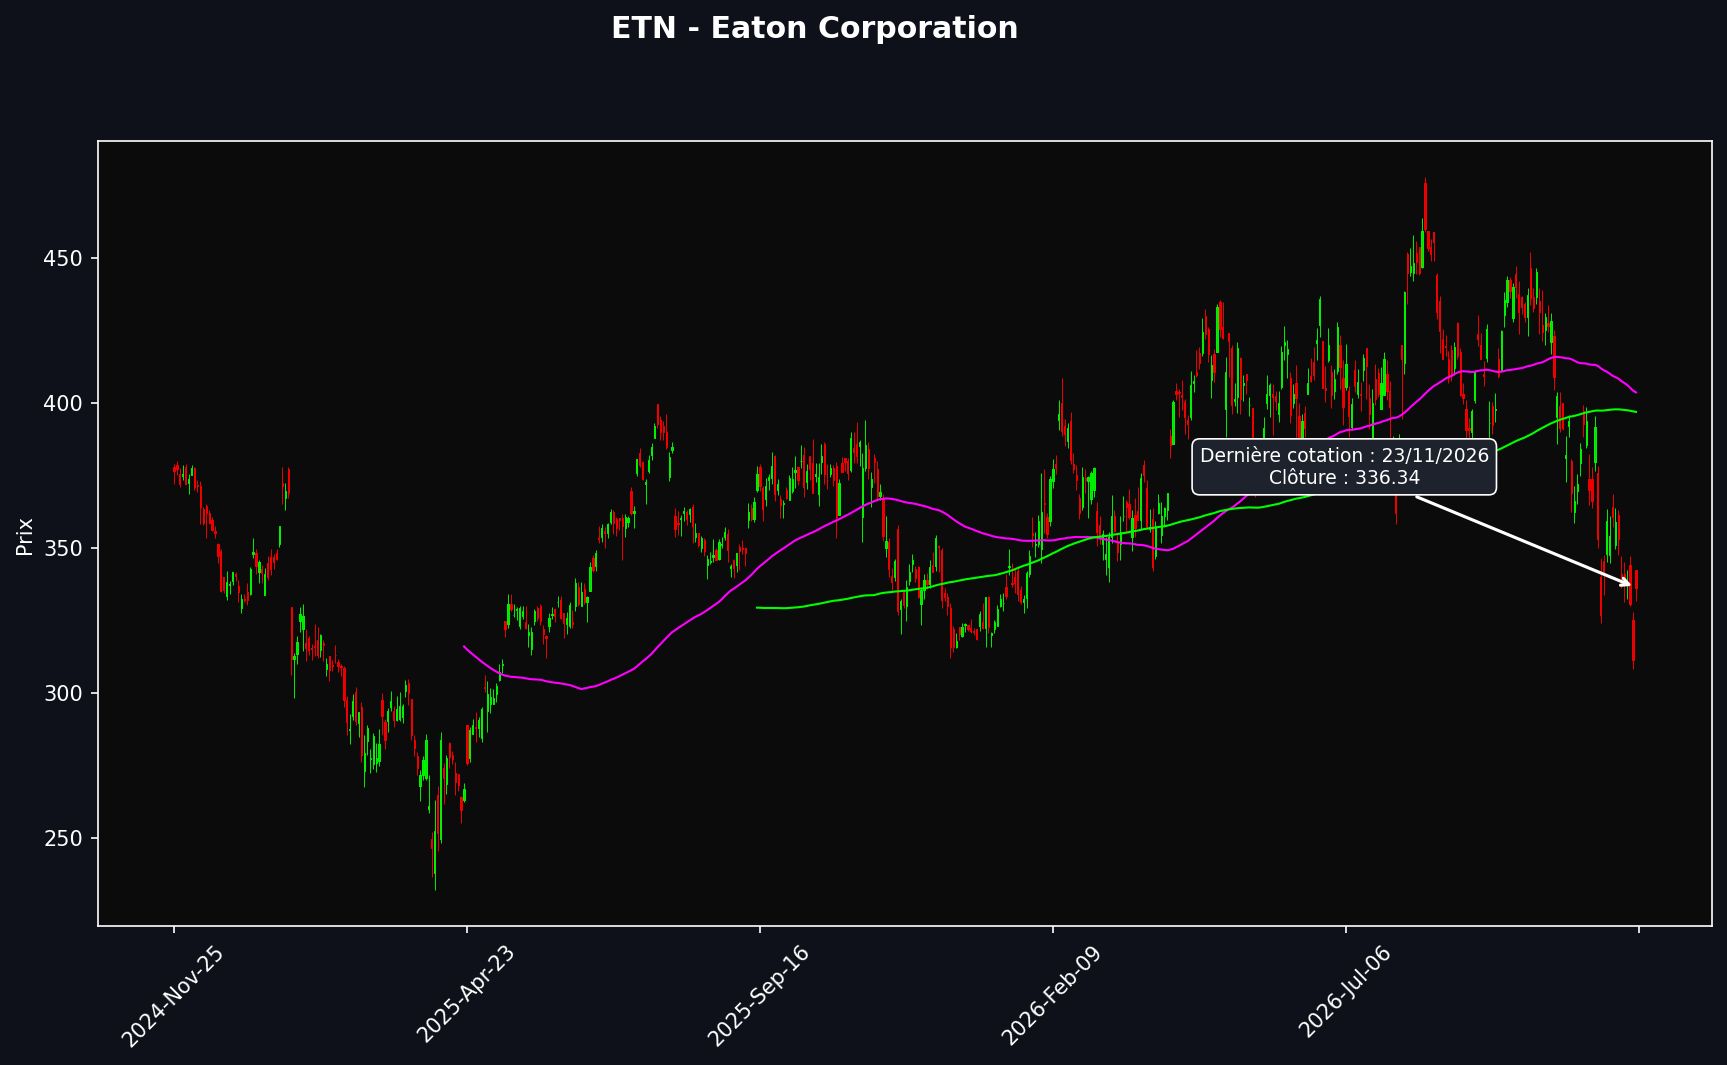 ETN - Eaton Corporation
Prix
450
400
350
300
250
Dernière cotation : 23/11/2026
Clôture : 336.34
2024-Nov-25
2025-Apr-23
2025-Sep-16
2026-Feb-09
2026-Jul-06